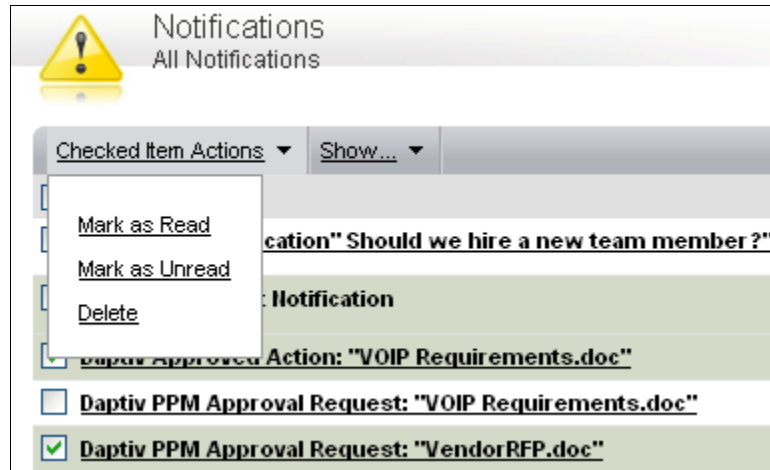 Notifications
All Notifications
Checked Item Actions Show...
Mark as Read
cation" Should we hire a new team member?"
Mark as Unread
Notification
Delete
Daptiv Approved Action: "VOIP Requirements.doc"
Daptiv PPM Approval Request: "VOIP Requirements.doc"
Daptiv PPM Approval Request: "VendorRFP.doc"